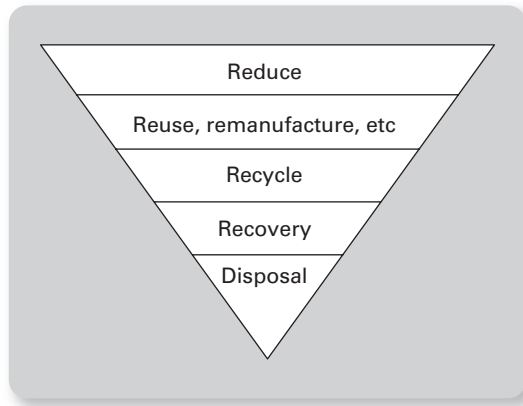 Reduce
Reuse, remanufacture, etc
Recycle
Recovery
Disposal